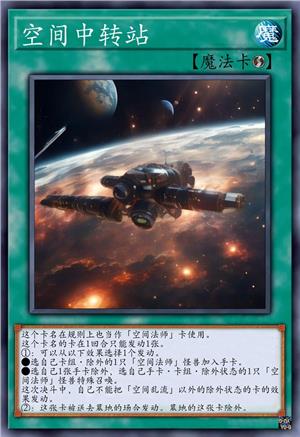 空间中转站
魔
【魔法卡】
这个卡名在规则上也当作「空间法师」卡使用。
这个卡名的卡在1回合只能发动1张。
①：可以从以下效果选择1个发动。
●选自己卡组·除外的1只「空间法师」怪兽加入手卡。
●选自己1张手卡除外，选自己手卡·卡组·除外状态的1只「空
间法师」怪兽特殊召唤。
这次决斗中，自己不能把「空间乱流」以外的除外状态的卡的效
果发动。
②：这张卡被送去墓地的场合发动。墓地的这张卡除外。